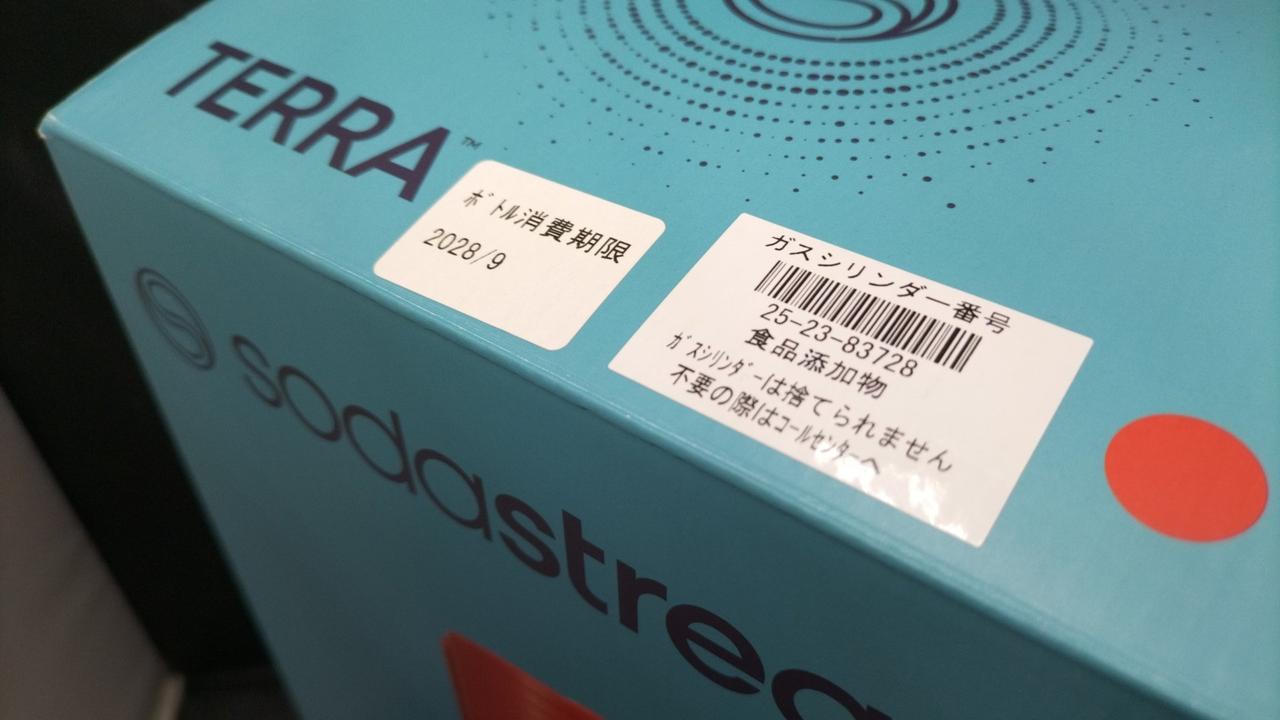 TERRA™
ボトル消費期限
2028/9
ガスシリンダー番号
25-23-83728
食品添加物
ガスシリンダーは捨てられません
不要の際はコールセンターへ
sodastrea